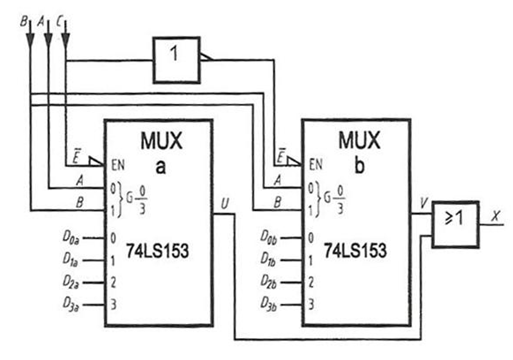 B A C
1
MUX
a
E̅ EN
A 0
B 1
G 0/3
U
D0a 0
D1a 1
D2a 2
D3a 3
74LS153
MUX
b
E̅ EN
A 0
B 1
G 0/3
V
D0b 0
D1b 1
D2b 2
D3b 3
74LS153
≥1
X